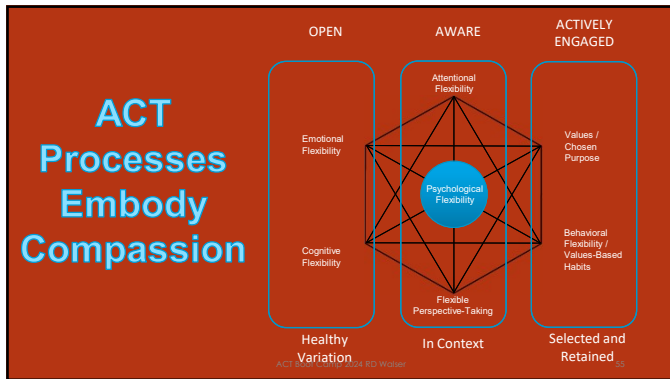 ACT
Processes
Embody
Compassion
OPEN
AWARE
ACTIVELY
ENGAGED
Attentional
Flexibility
Emotional
Flexibility
Values /
Chosen
Purpose
Psychological
Flexibility
Cognitive
Flexibility
Behavioral
Flexibility /
Values-Based
Habits
Flexible
Perspective-Taking
Healthy
Variation
In Context
Selected and
Retained
ACT Boot Camp 2024 RD Walser
55